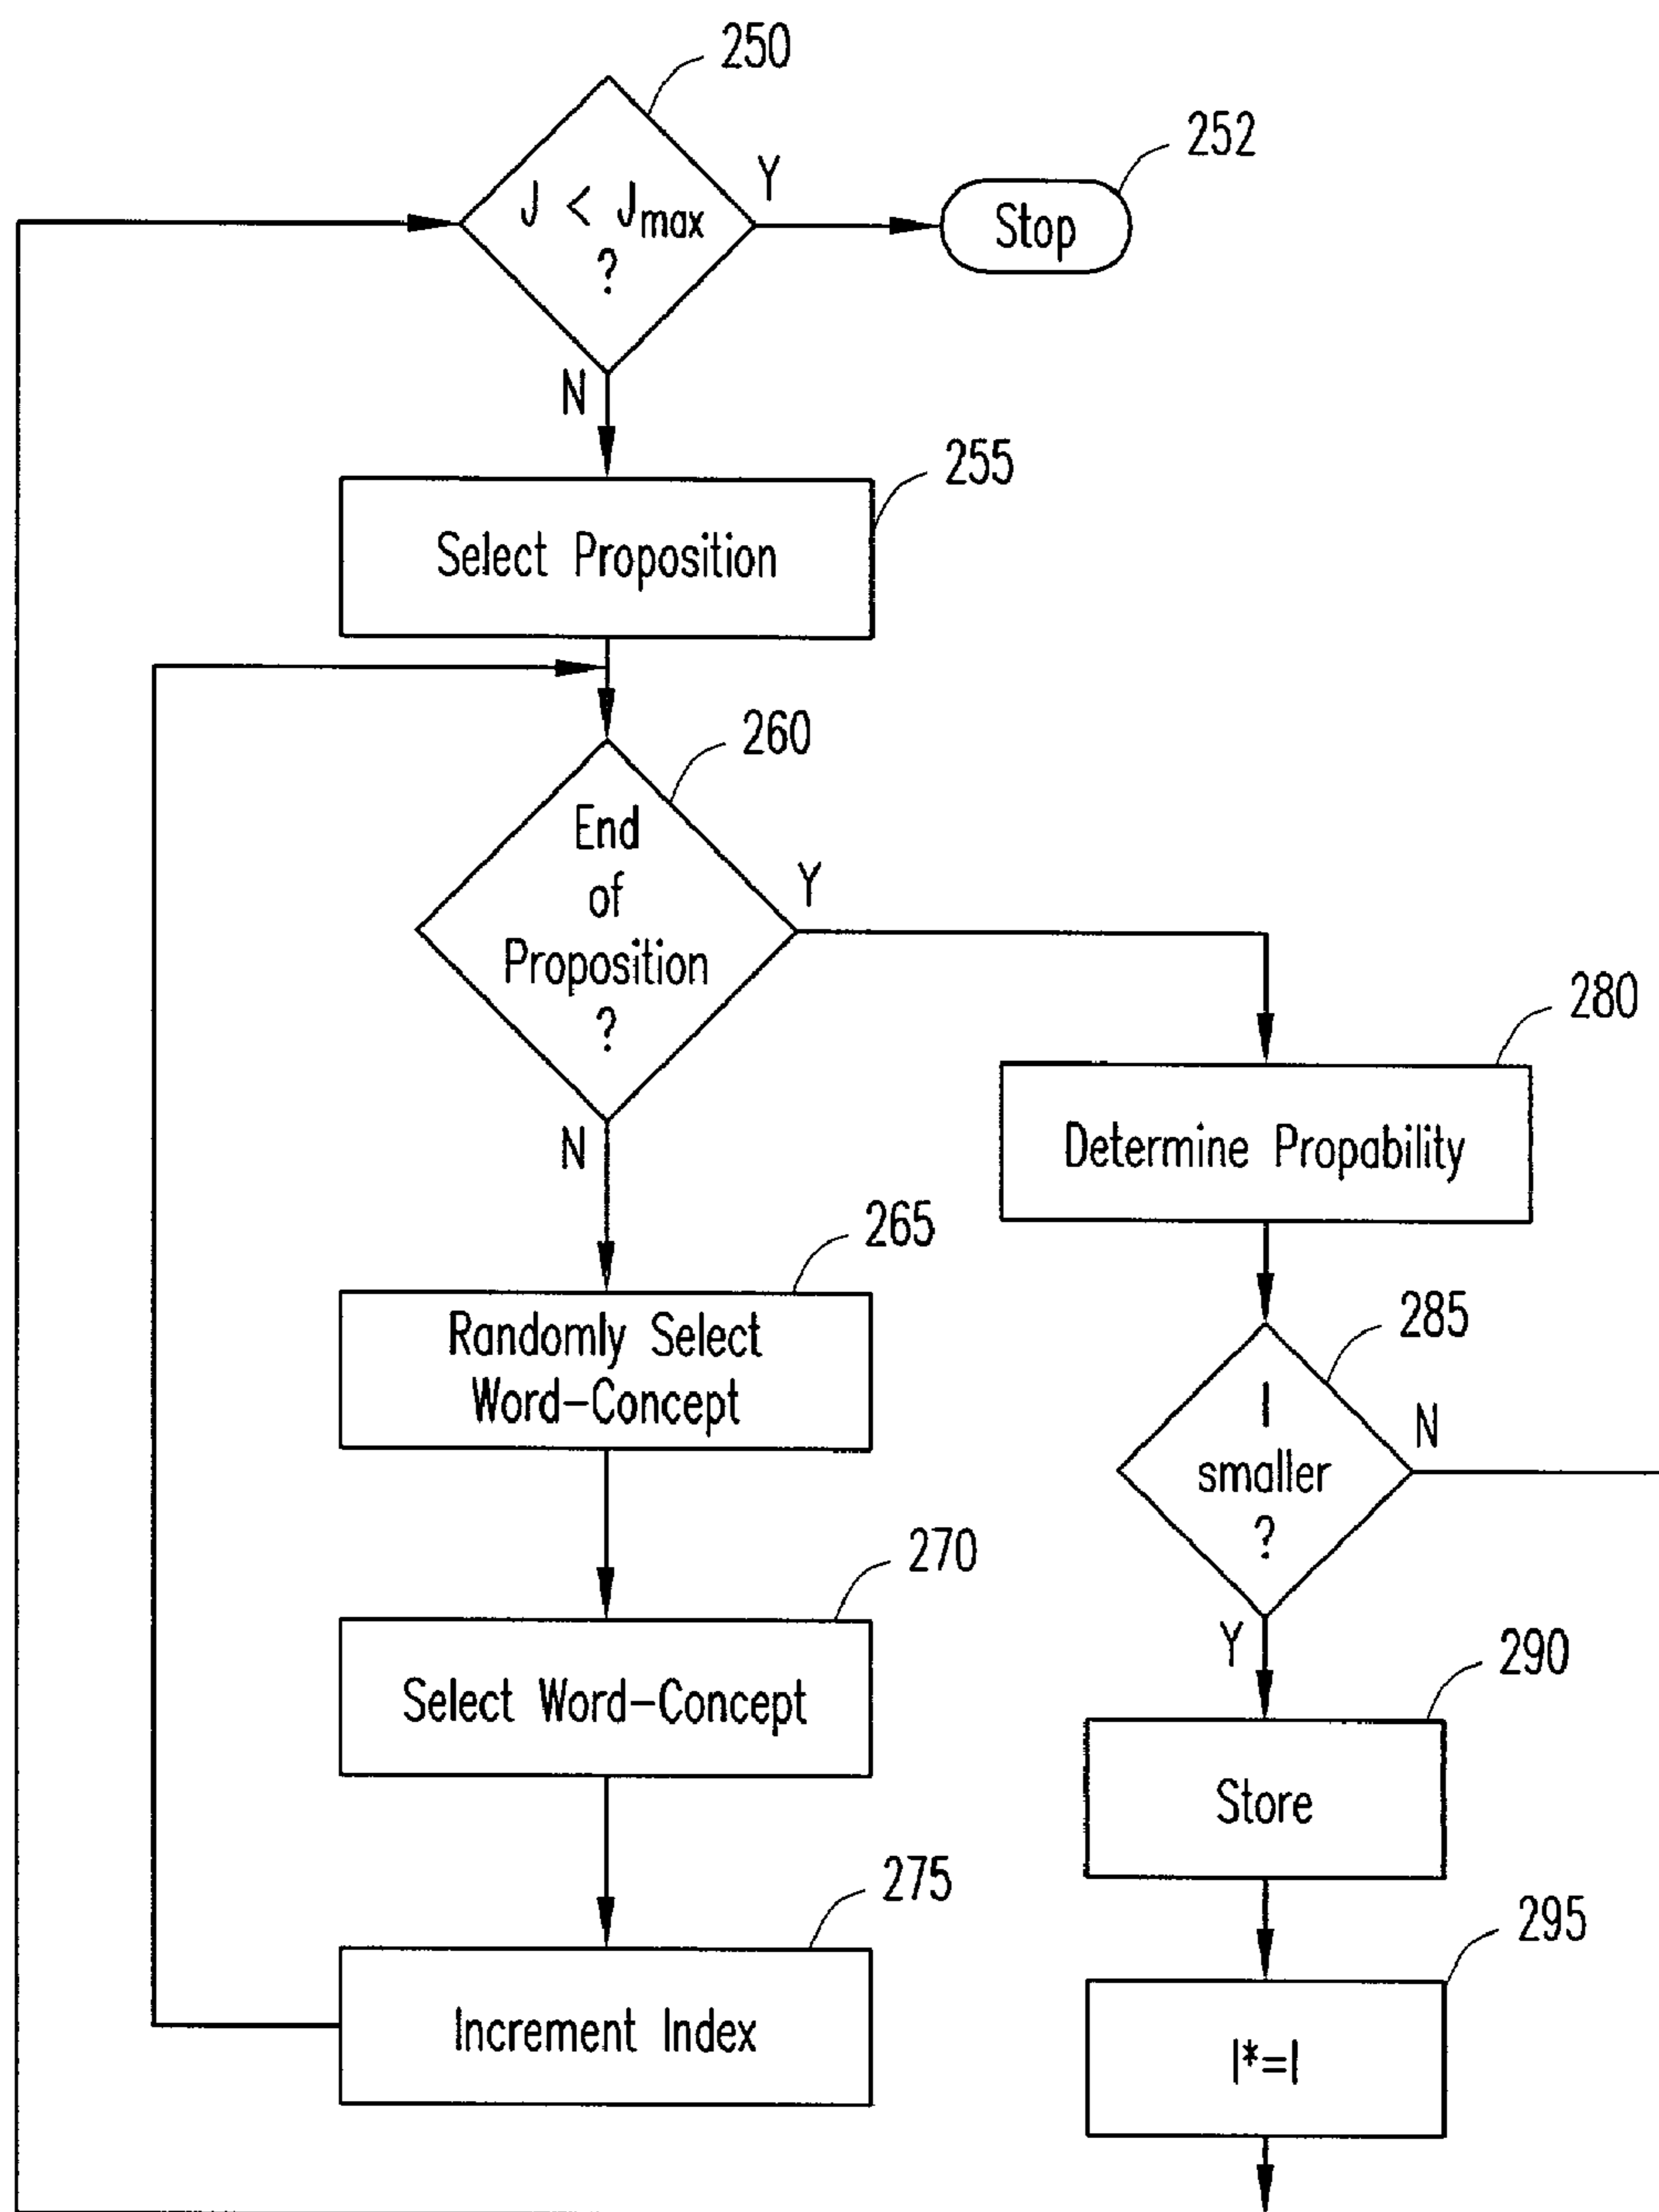 250
J < Jmax
?
Y
252
Stop
N
255
Select Proposition
260
End
of
Proposition
?
Y
N
280
Determine Propability
265
Randomly Select
Word-Concept
285
I
smaller
?
N
Y
270
Select Word-Concept
290
Store
275
Increment Index
295
I*=I